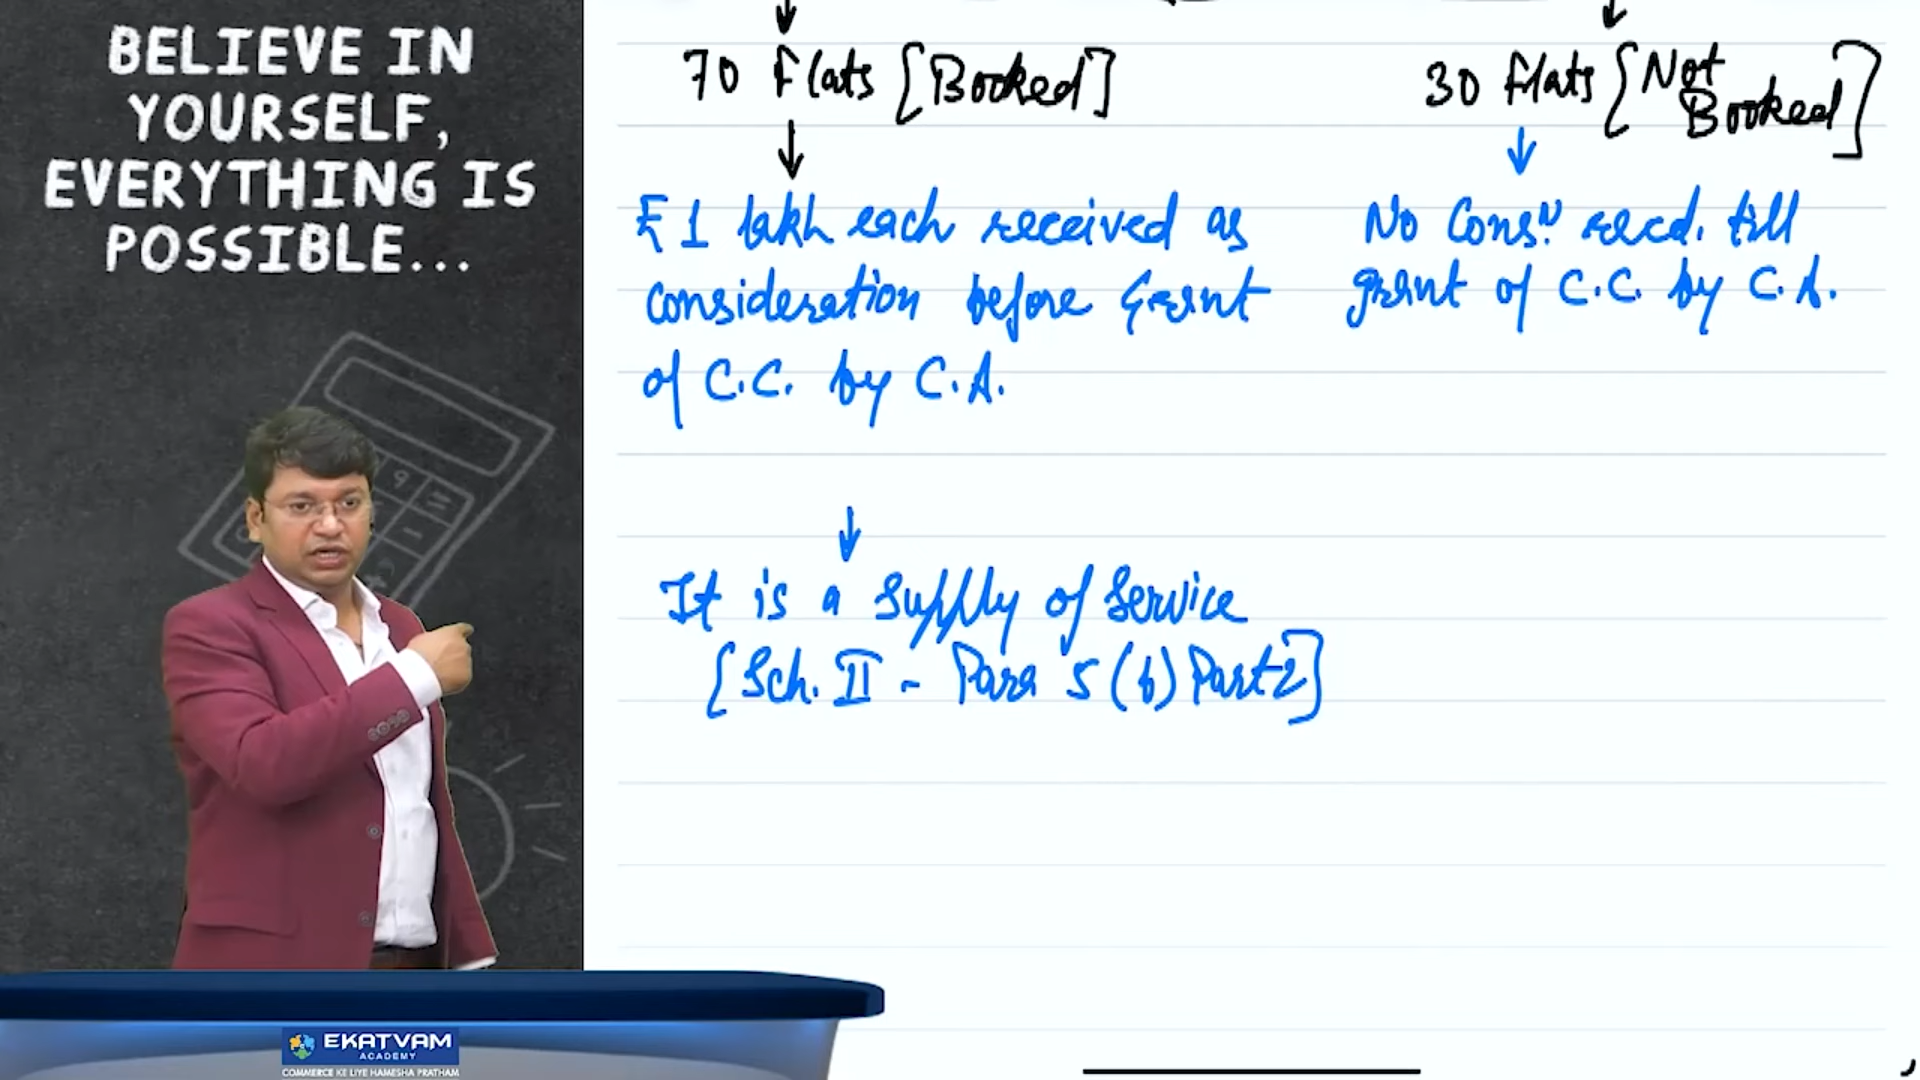 BELIEVE IN
YOURSELF,
EVERYTHING IS
POSSIBLE...
70 Flats [Booked]
₹1 lakh each received as
consideration before grant
of C.C. by C.A.
It is a supply of service
[Sch. II - Para 5 (b) Part 2]
30 flats [Not
Booked]
No Consn. recd. till
grant of C.C. by C.A.
EKATVAM
ACADEMY
COMMERCE KE LIYE HAMESHA PRATHAM